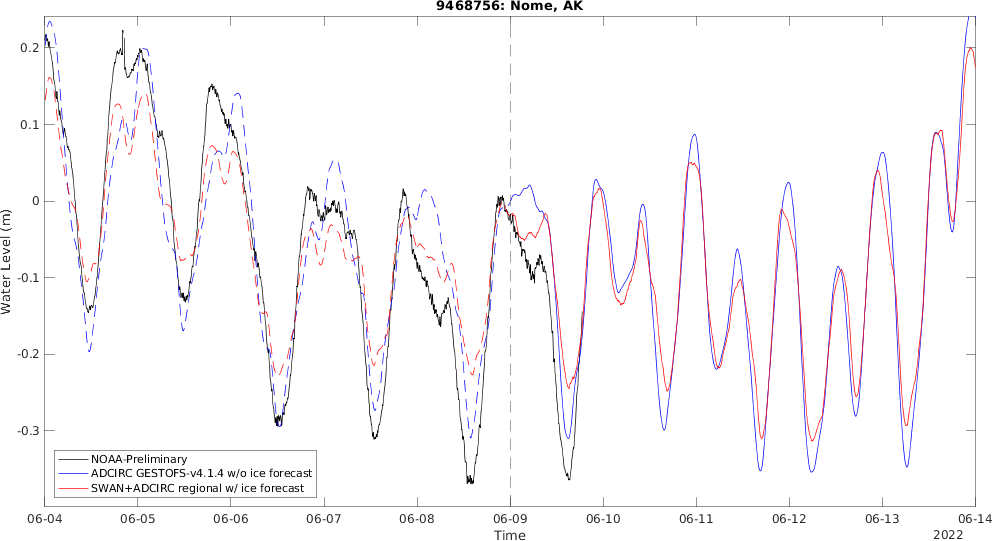 9468756: Nome, AK
0.2
0.1
0
-0.1
-0.2
-0.3
Water Level (m)
NOAA-Preliminary
ADCIRC GESTOFS-v4.1.4 w/o ice forecast
SWAN+ADCIRC regional w/ ice forecast
06-04 06-05 06-06 06-07 06-08 06-09 06-10 06-11 06-12 06-13 06-14
Time
2022